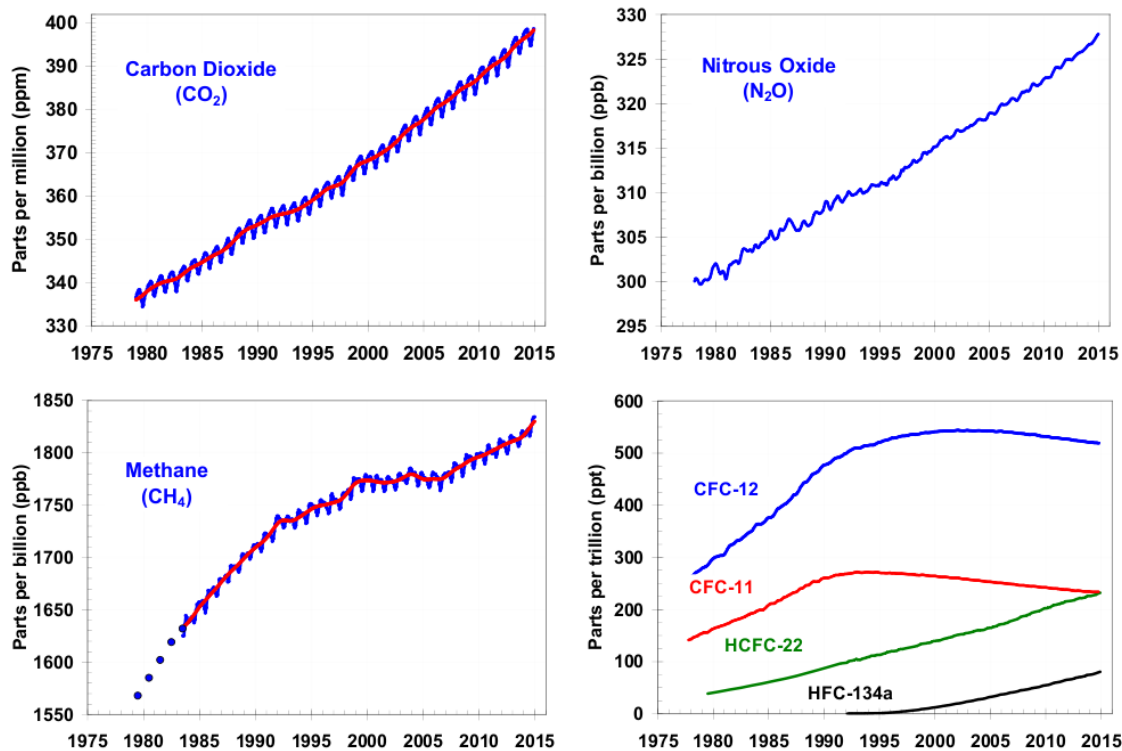 Parts per million (ppm)
400
390
380
370
360
350
340
330
Carbon Dioxide
(CO₂)
1975 1980 1985 1990 1995 2000 2005 2010 2015
Parts per billion (ppb)
330
325
320
315
310
305
300
295
Nitrous Oxide
(N₂O)
1975 1980 1985 1990 1995 2000 2005 2010 2015
Parts per billion (ppb)
1850
1800
1750
1700
1650
1600
1550
Methane
(CH₄)
1975 1980 1985 1990 1995 2000 2005 2010 2015
Parts per trillion (ppt)
600
500
400
300
200
100
0
CFC-12
CFC-11
HCFC-22
HFC-134a
1975 1980 1985 1990 1995 2000 2005 2010 2015